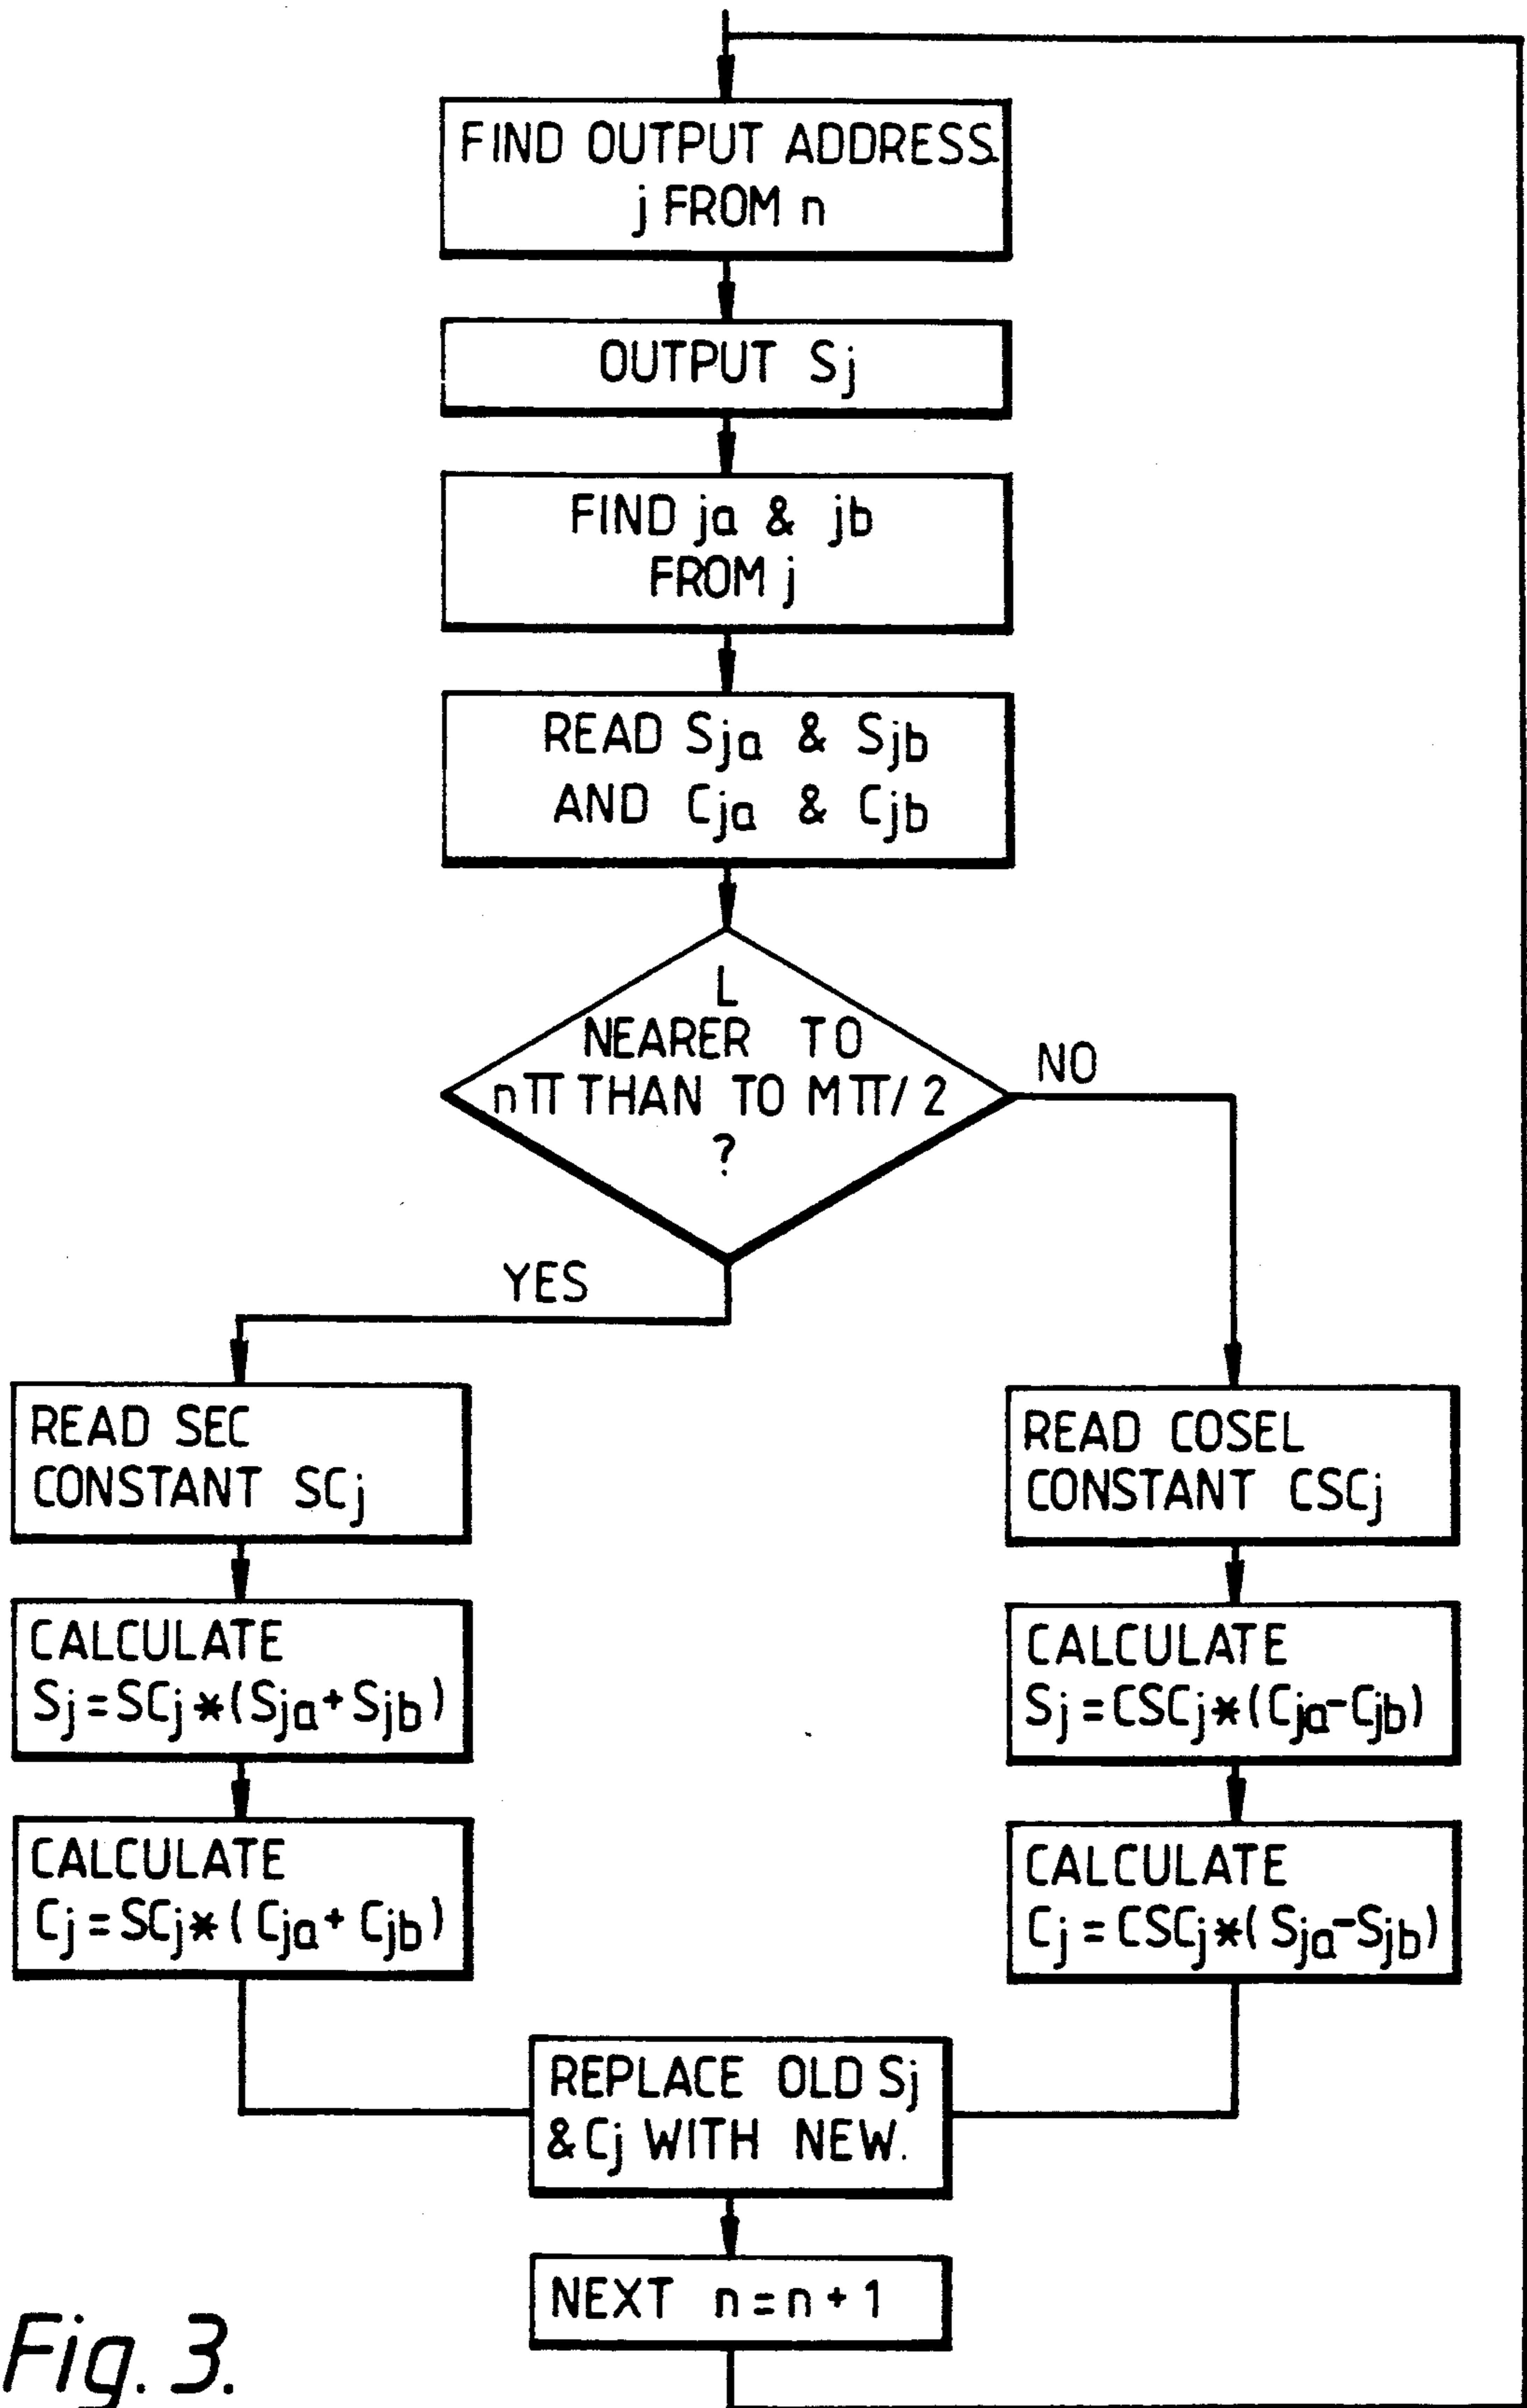 FIND OUTPUT ADDRESS.
j FROM n
OUTPUT Sj
FIND ja & jb
FROM j
READ Sja & Sjb
AND Cja & Cjb
L
NEARER TO
nπ THAN TO Mπ/2
?
NO
YES
READ SEC
CONSTANT SCj
READ COSEL
CONSTANT CSCj
CALCULATE
Sj=SCj*(Sja+Sjb)
CALCULATE
Sj=CSCj*(Cja-Cjb)
CALCULATE
Cj=SCj*(Cja+Cjb)
CALCULATE
Cj=CSCj*(Sja-Sjb)
REPLACE OLD Sj
&Cj WITH NEW.
NEXT n=n+1
Fig. 3.